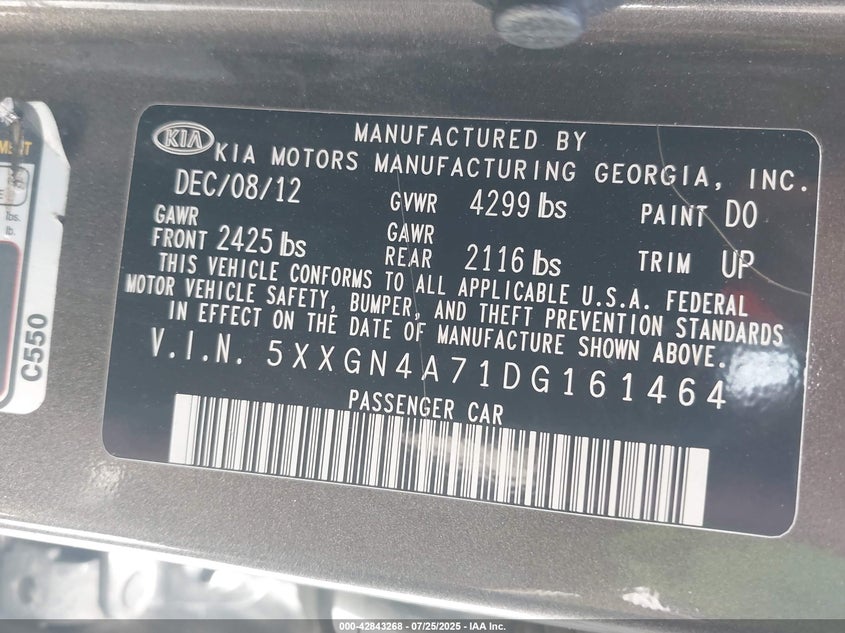 KIA
MANUFACTURED BY
KIA MOTORS MANUFACTURING GEORGIA, INC.
DEC/08/12 GVWR 4299 lbs PAINT D0
GAWR FRONT 2425 lbs GAWR REAR 2116 lbs TRIM UP
THIS VEHICLE CONFORMS TO ALL APPLICABLE U.S.A. FEDERAL
MOTOR VEHICLE SAFETY, BUMPER, AND THEFT PREVENTION STANDARDS
IN EFFECT ON THE DATE OF MANUFACTURE SHOWN ABOVE.
V.I.N. 5XXGN4A71DG161464
PASSENGER CAR
lbs.
lb.
C550
000-42843268 - 07/25/2025 - IAA Inc.